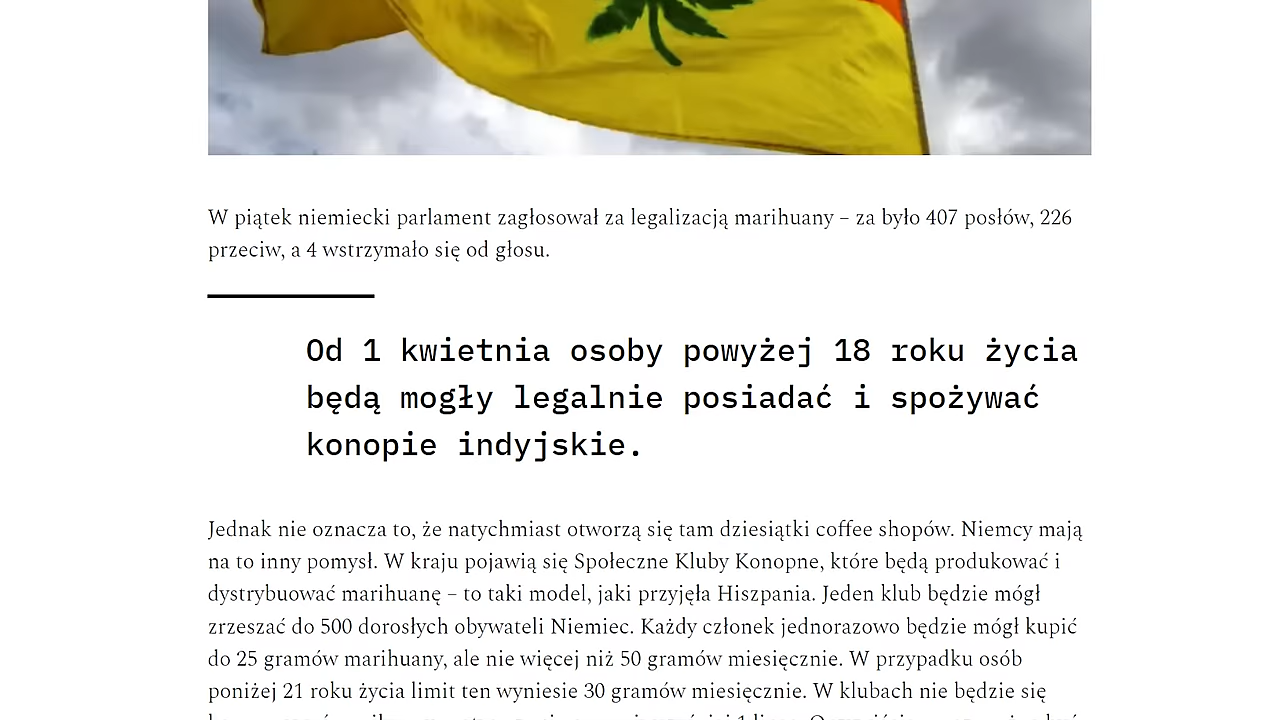 W piątek niemiecki parlament zagłosował za legalizacją marihuany – za było 407 posłów, 226
przeciw, a 4 wstrzymało się od głosu.
Od 1 kwietnia osoby powyżej 18 roku życia
będą mogły legalnie posiadać i spożywać
konopie indyjskie.
Jednak nie oznacza to, że natychmiast otworzą się tam dziesiątki coffee shopów. Niemcy mają
na to inny pomysł. W kraju pojawią się Społeczne Kluby Konopne, które będą produkować i
dystrybuować marihuanę – to taki model, jaki przyjęła Hiszpania. Jeden klub będzie mógł
zrzeszać do 500 dorosłych obywateli Niemiec. Każdy członek jednorazowo będzie mógł kupić
do 25 gramów marihuany, ale nie więcej niż 50 gramów miesięcznie. W przypadku osób
poniżej 21 roku życia limit ten wyniesie 30 gramów miesięcznie. W klubach nie będzie się